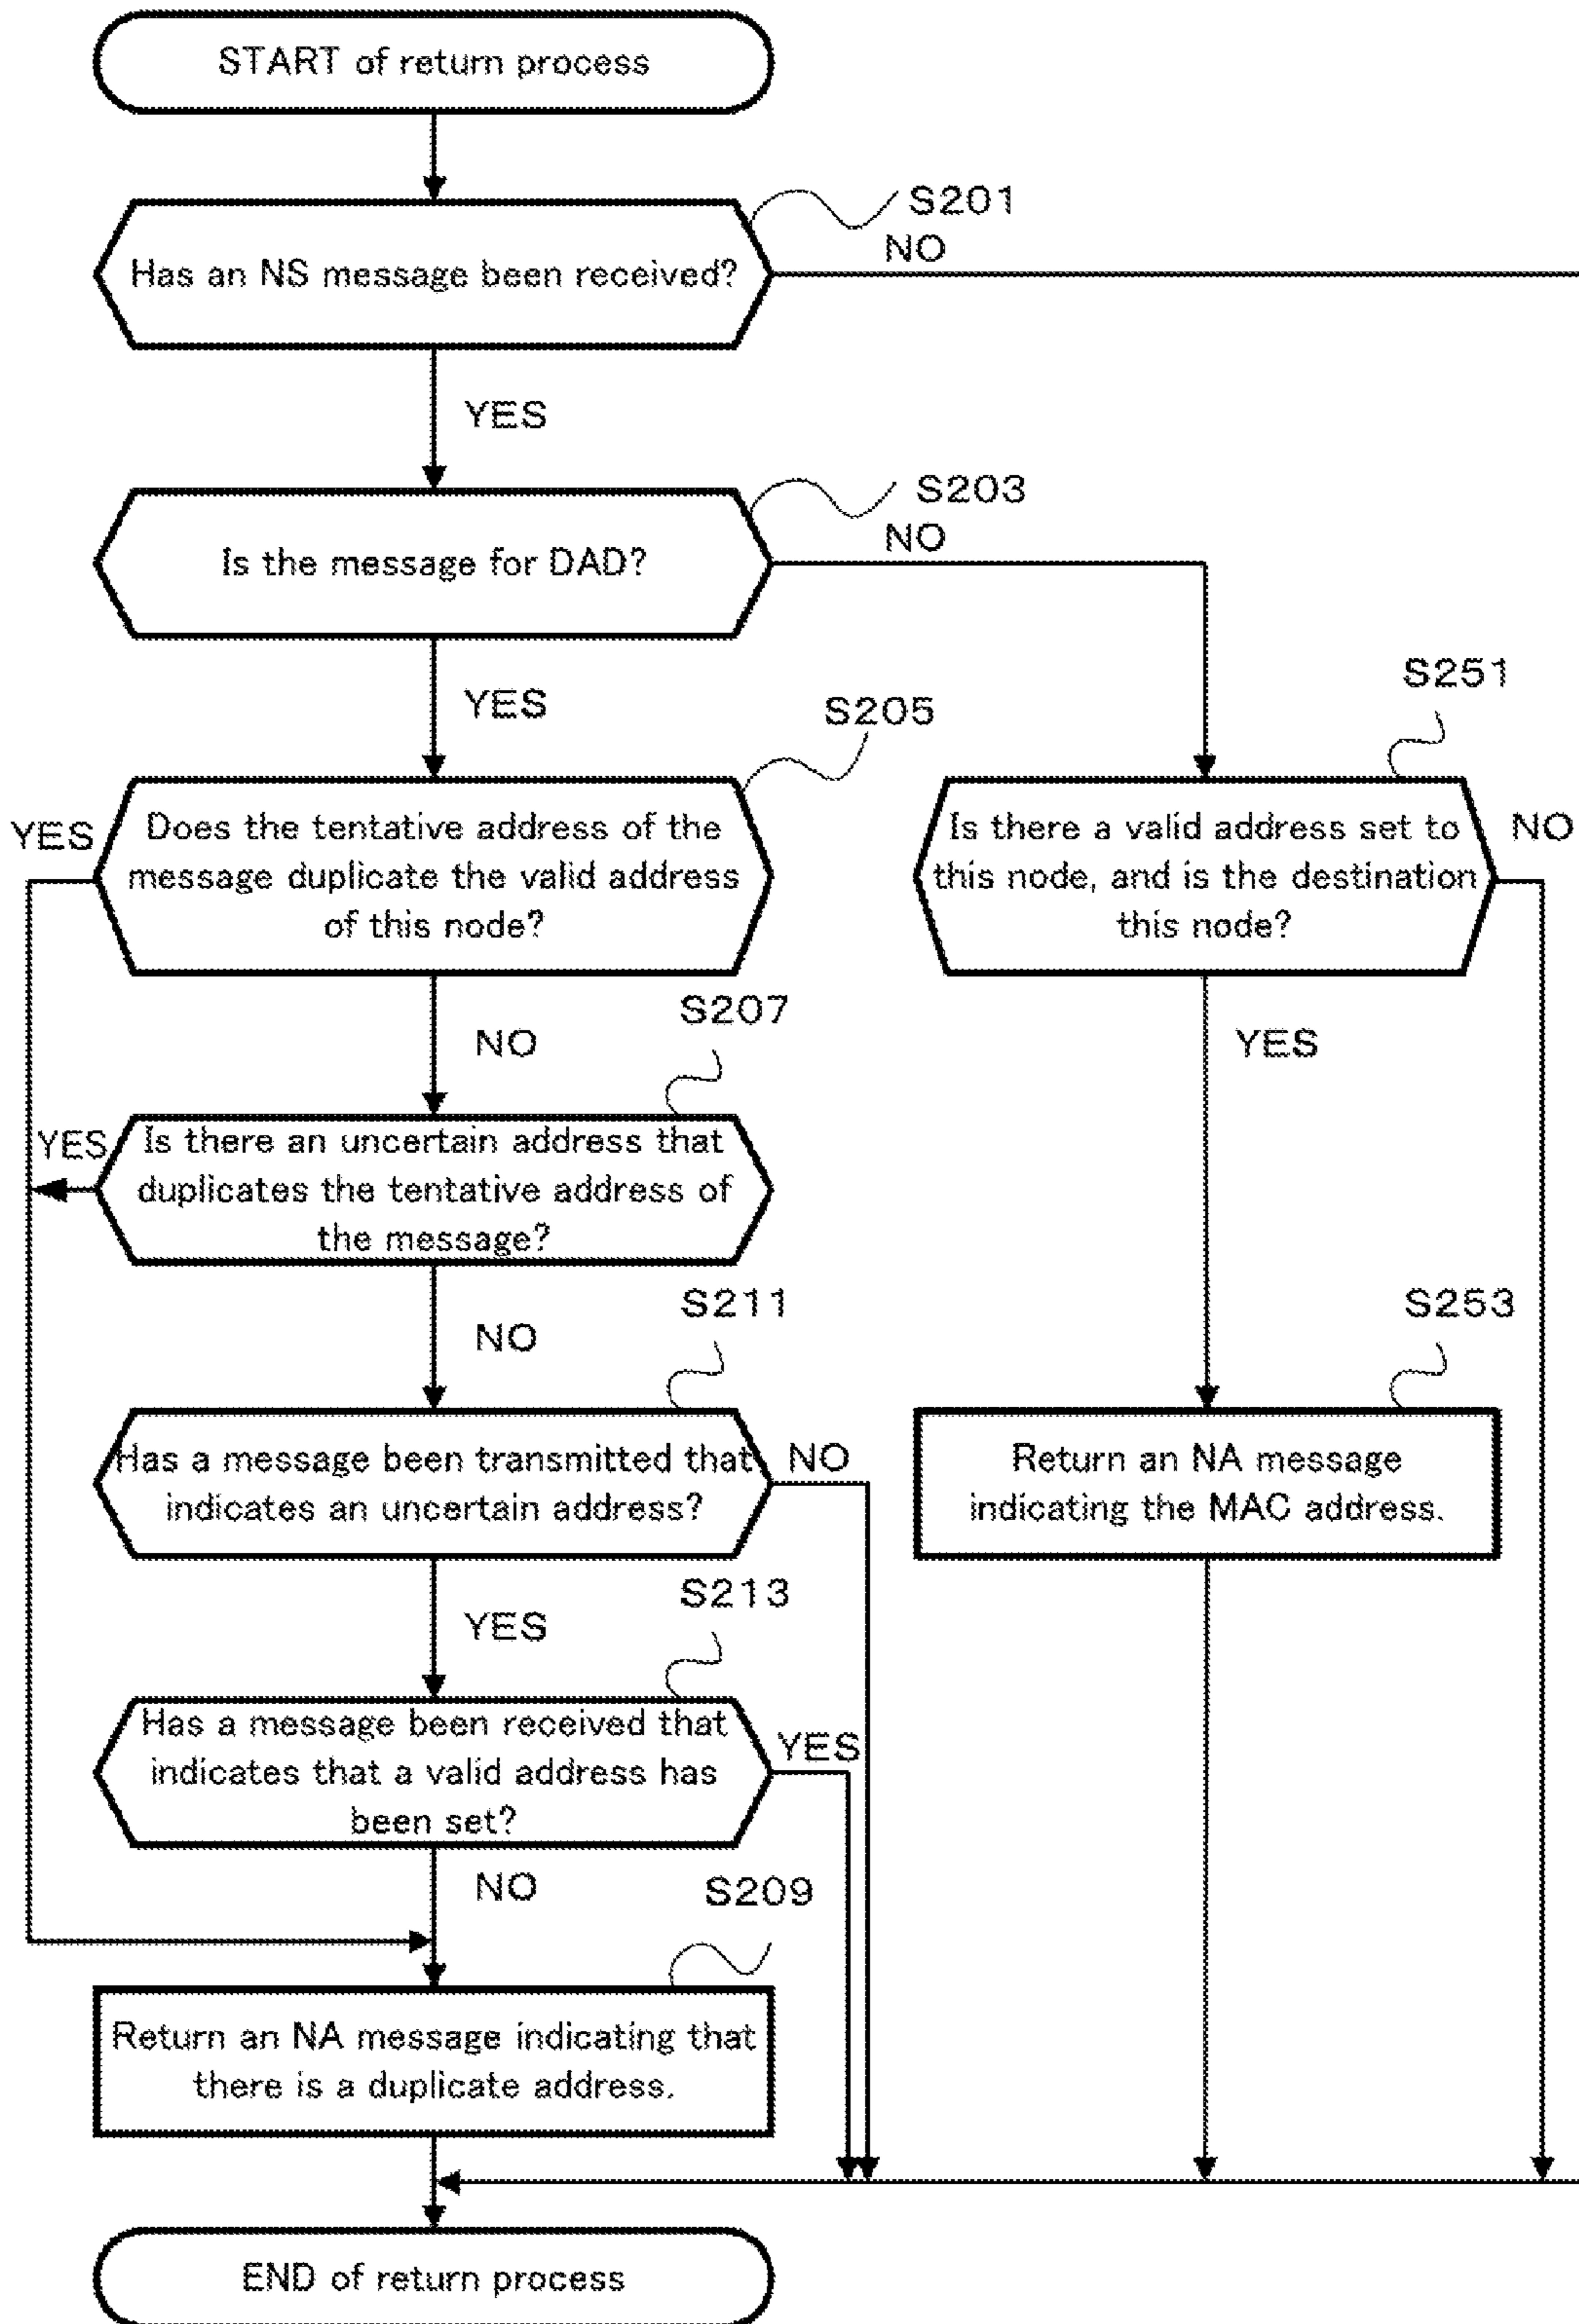 START of return process
S201
NO
Has an NS message been received?
YES
S203
NO
Is the message for DAD?
YES
S205
S251
YES
Does the tentative address of the
message duplicate the valid address
of this node?
Is there a valid address set to
this node, and is the destination
this node?
NO
S207
NO
YES
YES
Is there an uncertain address that
duplicates the tentative address of
the message?
S211
NO
S253
Has a message been transmitted that
indicates an uncertain address?
NO
Return an NA message
indicating the MAC address.
S213
YES
Has a message been received that
indicates that a valid address has
been set?
YES
NO
S209
Return an NA message indicating that
there is a duplicate address.
END of return process